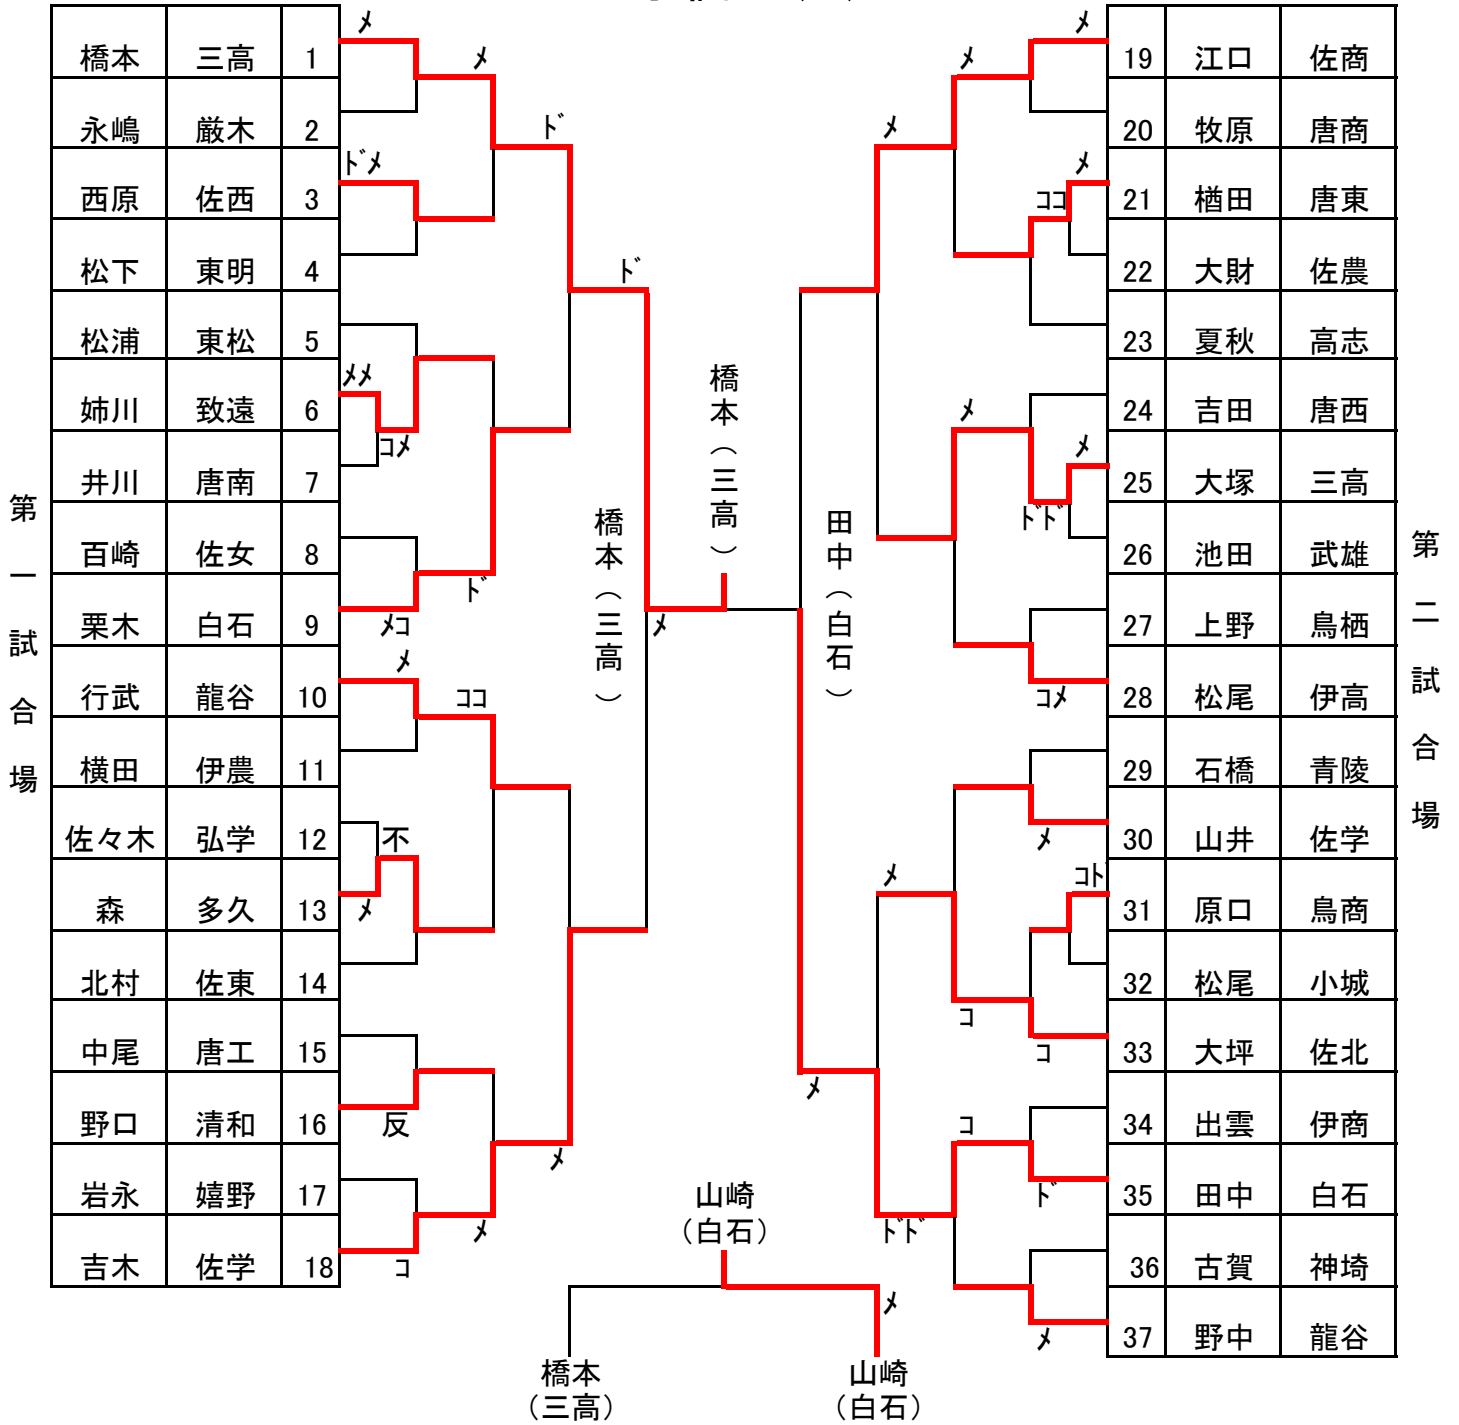 第一試合場
橋本 三高 1
永嶋 厳木 2
西原 佐西 3
松下 東明 4
松浦 東松 5
姉川 致遠 6
井川 唐南 7
百崎 佐女 8
栗木 白石 9
行武 龍谷 10
横田 伊農 11
佐々木 弘学 12
森 多久 13
北村 佐東 14
中尾 唐工 15
野口 清和 16
岩永 嬉野 17
吉木 佐学 18
ﾒ
ﾄﾞﾒ
ﾒﾒ
ｺﾒ
ﾒｺ
ﾒ
不
ﾒ
反
ｺ
ﾒ
ﾄﾞ
ｺｺ
ﾒ
ﾄﾞ
ﾒ
ﾄﾞ
ﾒ
橋本（三高）
橋本（三高）
田中（白石）
ﾒ
ﾒ
ﾒ
ﾒ
ｺｺ
ﾒ
ﾒ
ﾄﾞﾄﾞ
ｺﾒ
ﾒ
ｺﾄ
ﾒ
ｺ
ｺ
ﾒ
ｺ
ﾄﾞ
ﾄﾞﾄﾞ
ﾒ
19 江口 佐商
20 牧原 唐商
21 楢田 唐東
22 大財 佐農
23 夏秋 高志
24 吉田 唐西
25 大塚 三高
26 池田 武雄
27 上野 鳥栖
28 松尾 伊高
29 石橋 青陵
30 山井 佐学
31 原口 鳥商
32 松尾 小城
33 大坪 佐北
34 出雲 伊商
35 田中 白石
36 古賀 神埼
37 野中 龍谷
第二試合場
山崎
（白石）
ﾒ
橋本
（三高）
山崎
（白石）